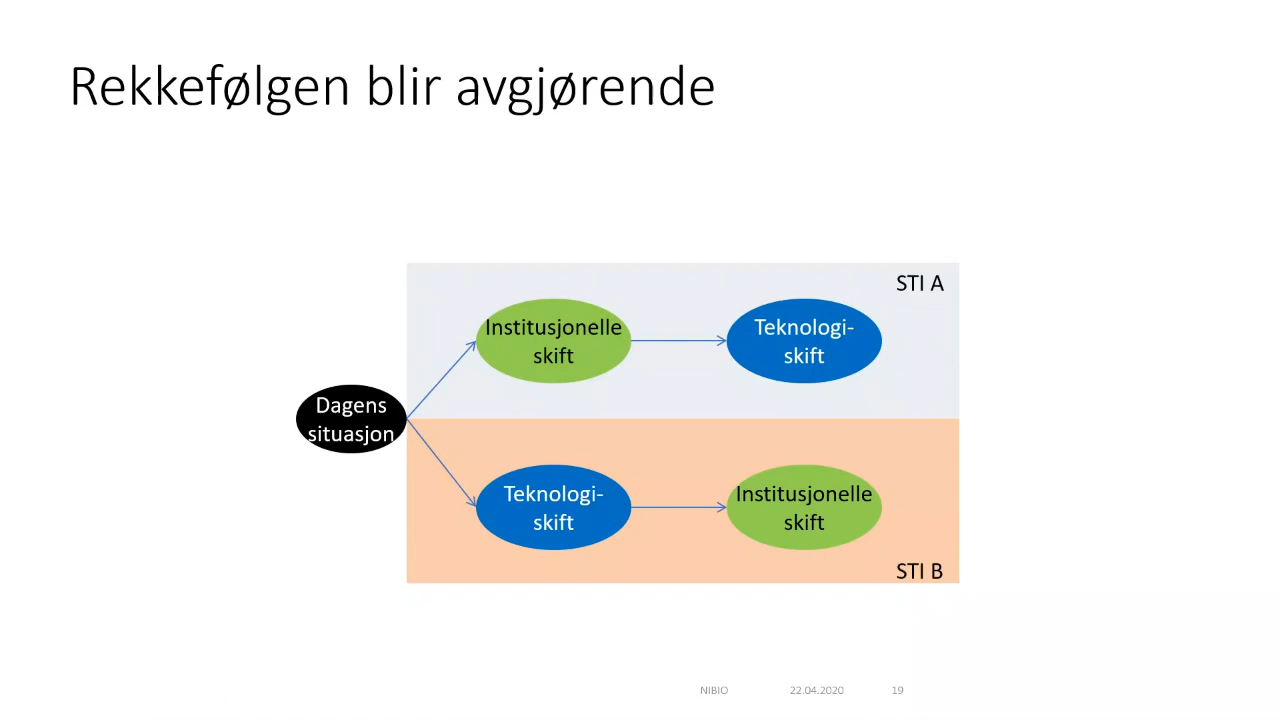 Rekkefølgen blir avgjørende
STI A
Institusjonelle
skift
Teknologi-
skift
Dagens
situasjon
Teknologi-
skift
Institusjonelle
skift
STI B
NIBIO 22.04.2020 19